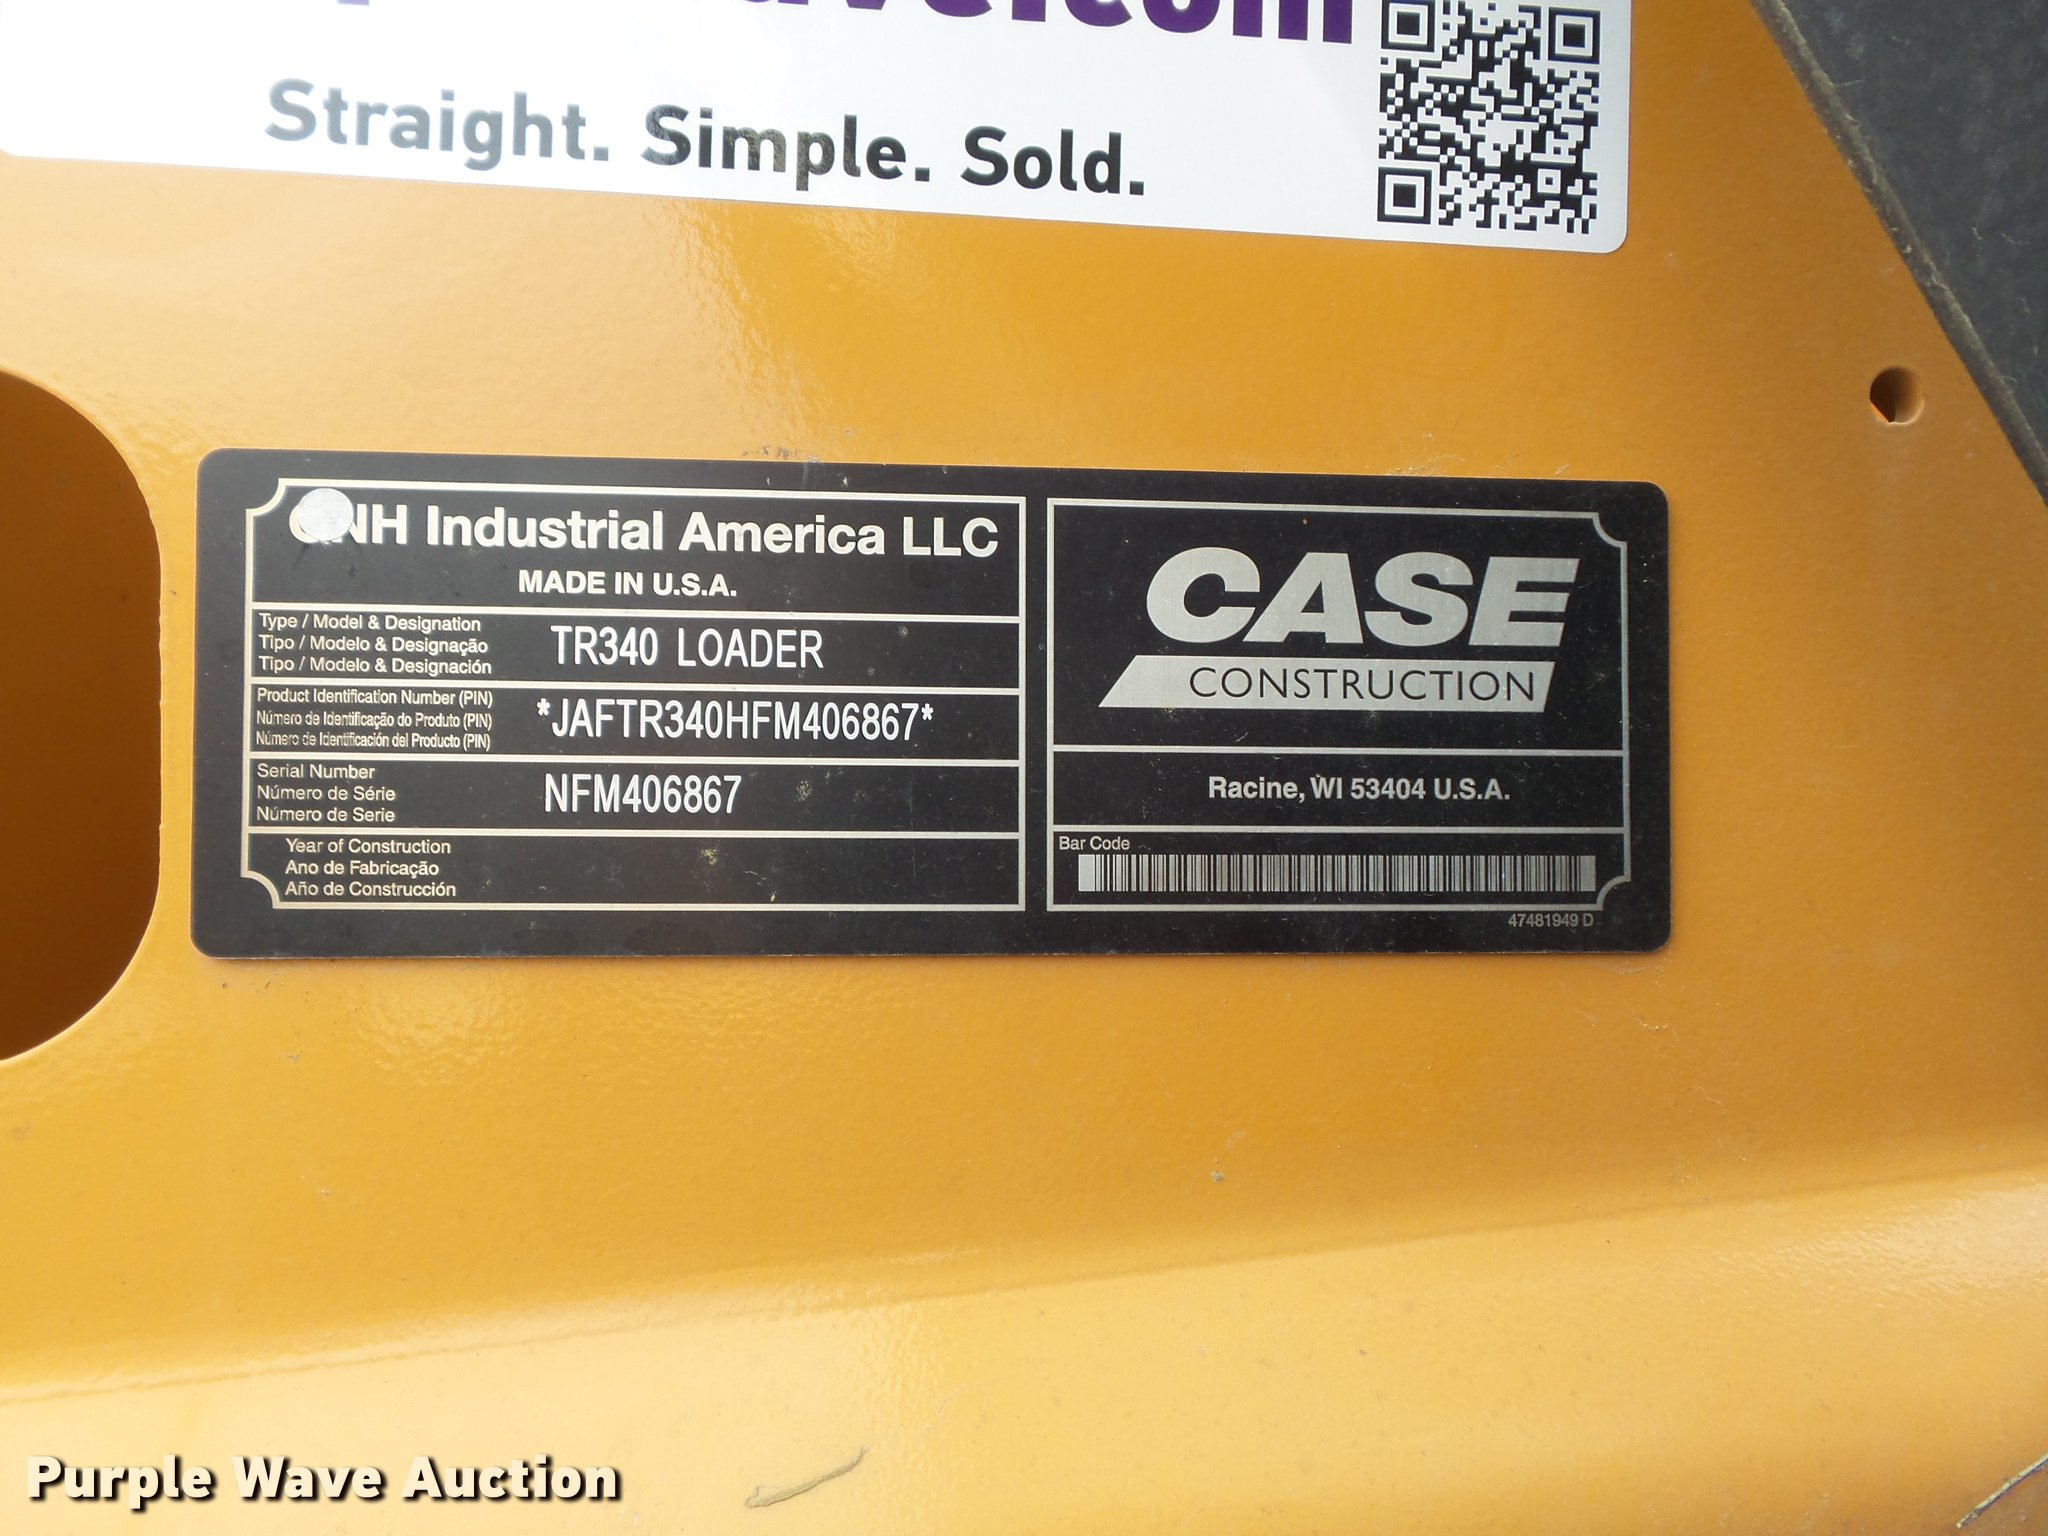 Straight. Simple. Sold.
CNH Industrial America LLC
MADE IN U.S.A.
Type / Model & Designation
Tipo / Modelo & Designação
Tipo / Modelo & Designación
TR340 LOADER
Product Identification Number (PIN)
Número de Identificação do Produto (PIN)
Número de Identificación del Producto (PIN)
*JAFTR340HFM406867*
Serial Number
Número de Série
Número de Serie
NFM406867
Year of Construction
Ano de Fabricação
Año de Construcción
CASE
CONSTRUCTION
Racine, WI 53404 U.S.A.
Bar Code
47481949 D
Purple Wave Auction